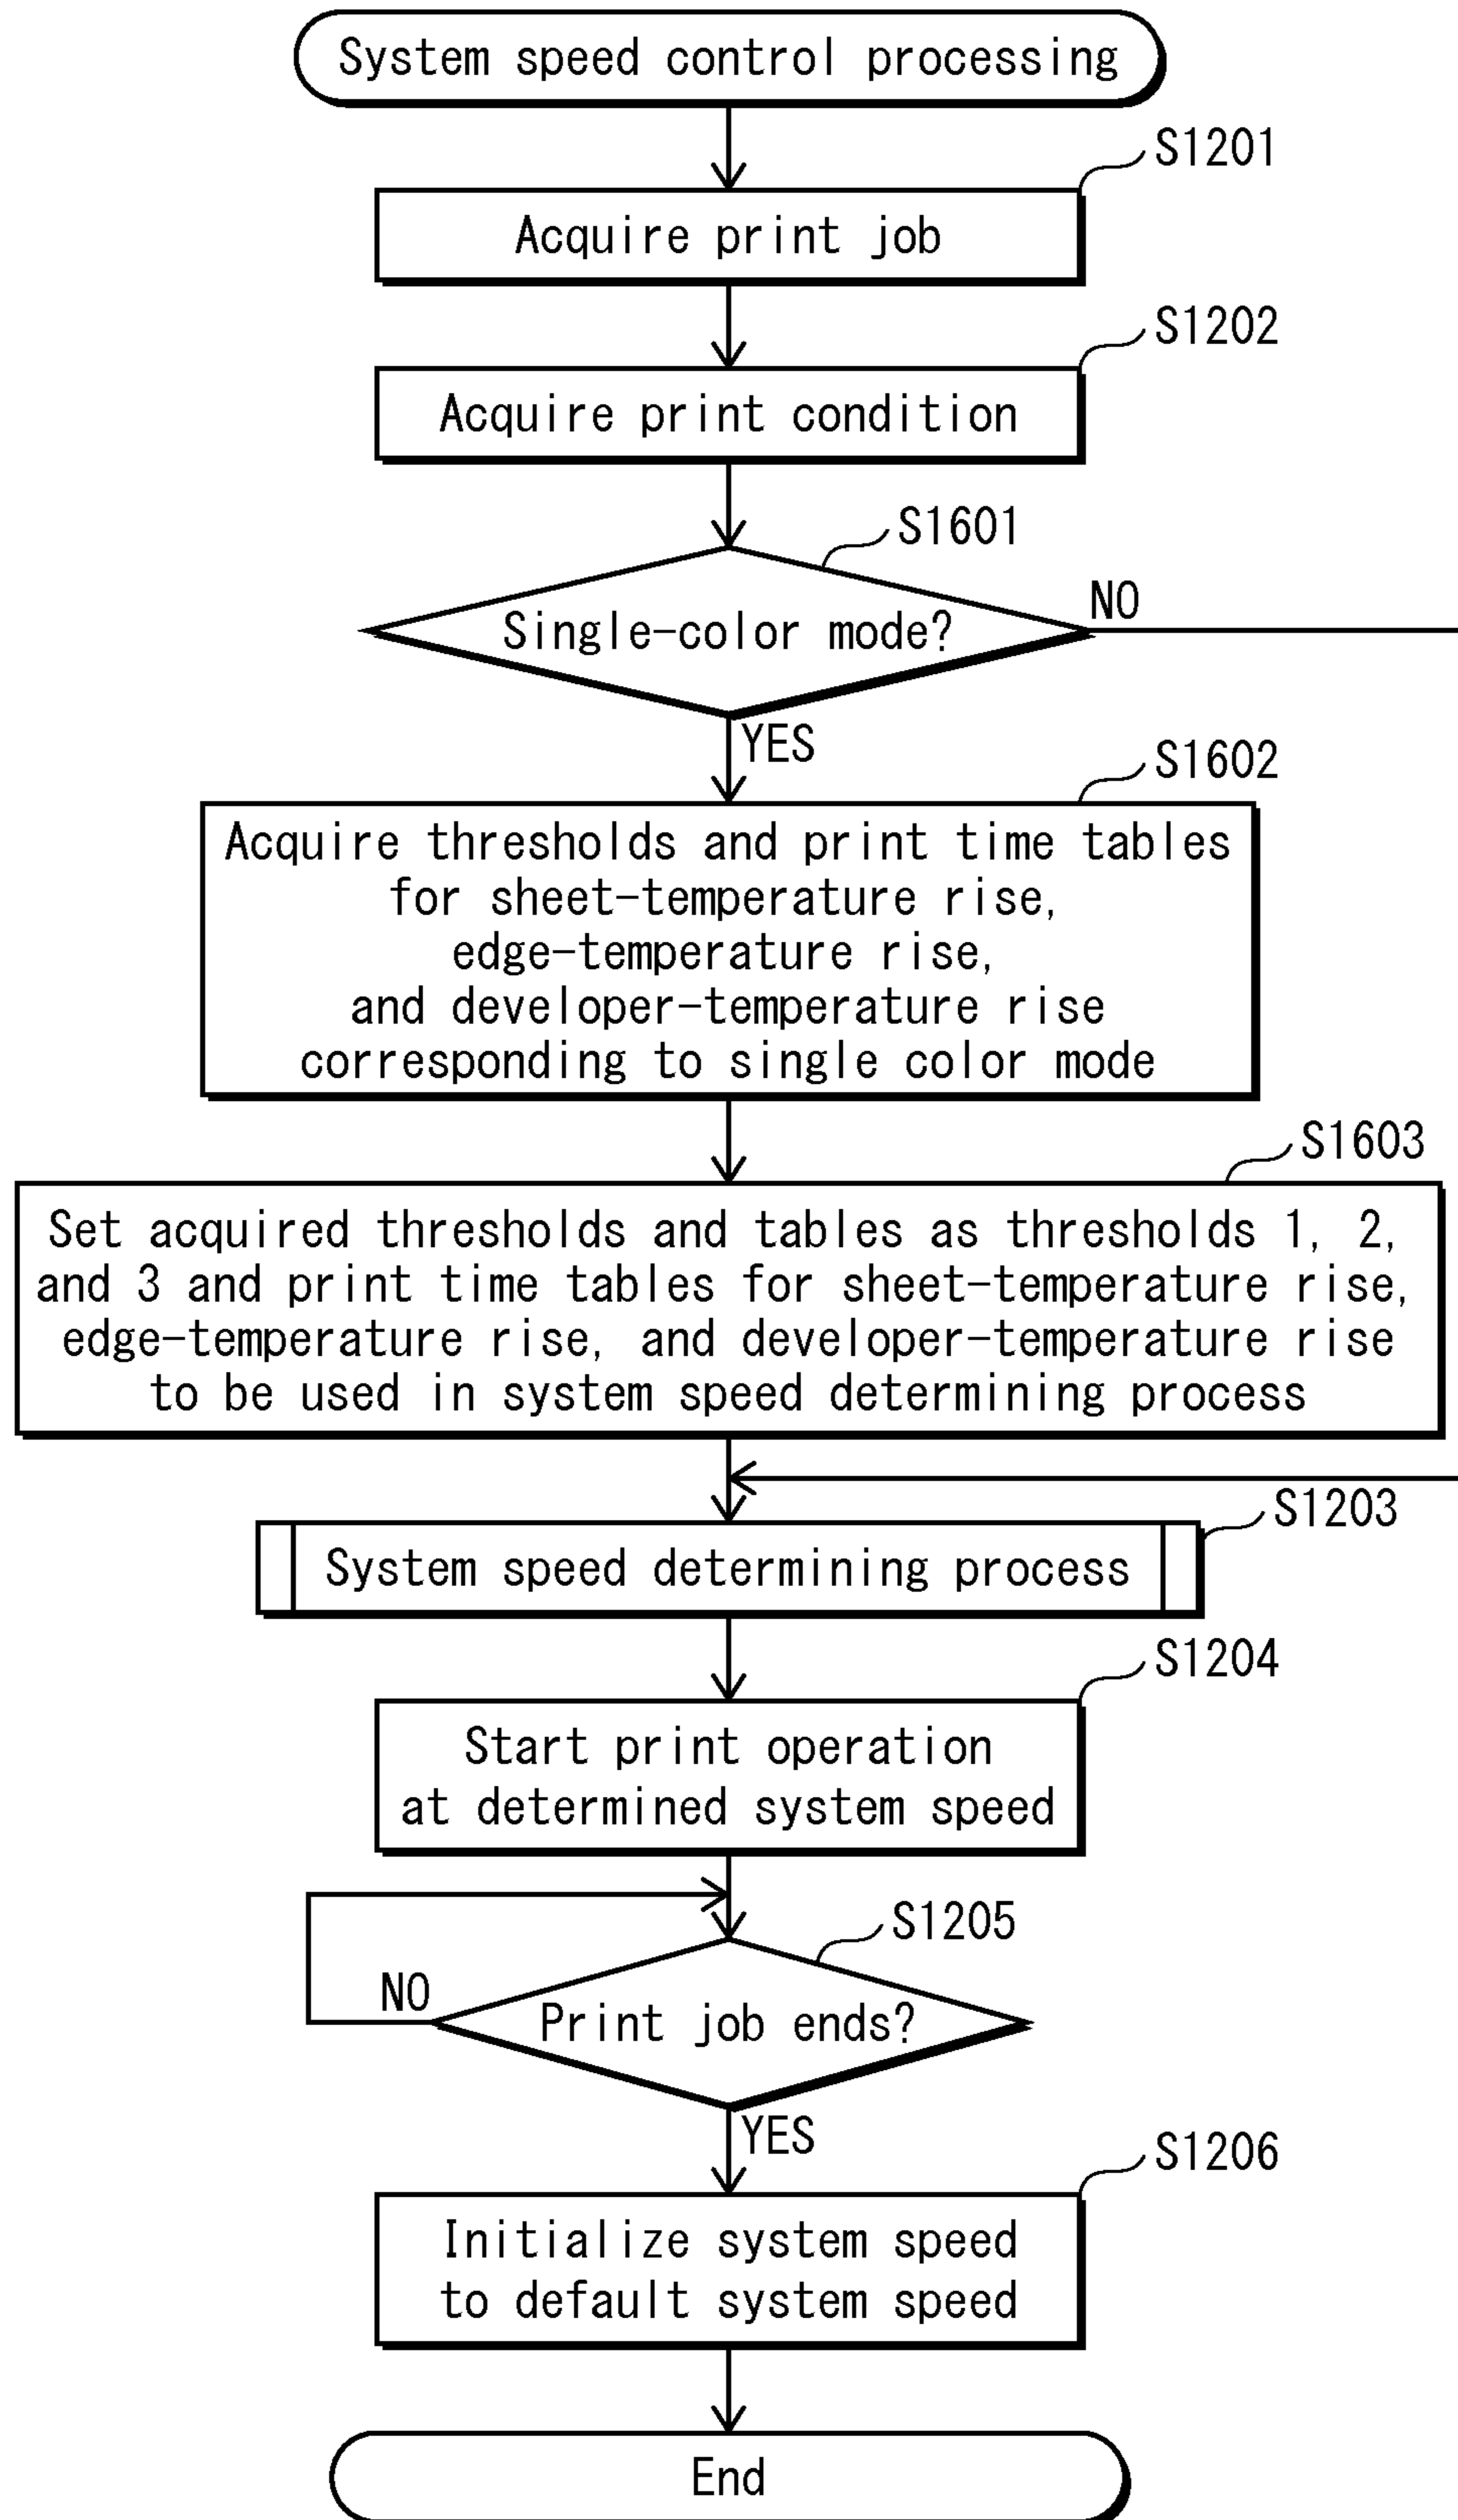 System speed control processing
S1201
Acquire print job
S1202
Acquire print condition
S1601
Single-color mode?
NO
YES
S1602
Acquire thresholds and print time tables
for sheet-temperature rise,
edge-temperature rise,
and developer-temperature rise
corresponding to single color mode
S1603
Set acquired thresholds and tables as thresholds 1, 2,
and 3 and print time tables for sheet-temperature rise,
edge-temperature rise, and developer-temperature rise
to be used in system speed determining process
S1203
System speed determining process
S1204
Start print operation
at determined system speed
S1205
NO
Print job ends?
YES
S1206
Initialize system speed
to default system speed
End